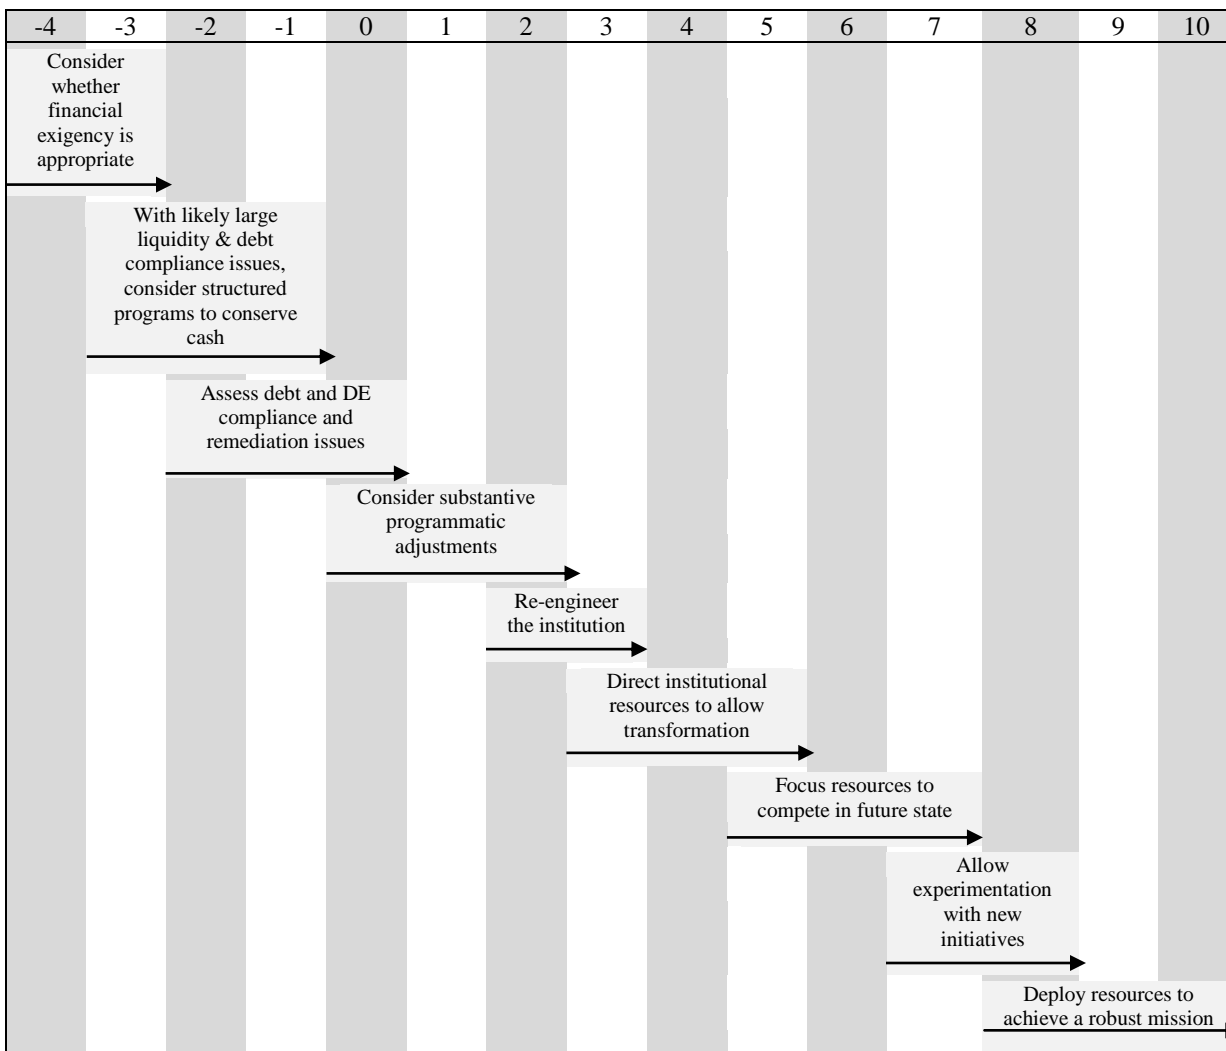 -4 -3 -2 -1 0 1 2 3 4 5 6 7 8 9 10
Consider
whether
financial
exigency is
appropriate
With likely large
liquidity & debt
compliance issues,
consider structured
programs to conserve
cash
Assess debt and DE
compliance and
remediation issues
Consider substantive
programmatic
adjustments
Re-engineer
the institution
Direct institutional
resources to allow
transformation
Focus resources to
compete in future state
Allow
experimentation
with new
initiatives
Deploy resources to
achieve a robust mission